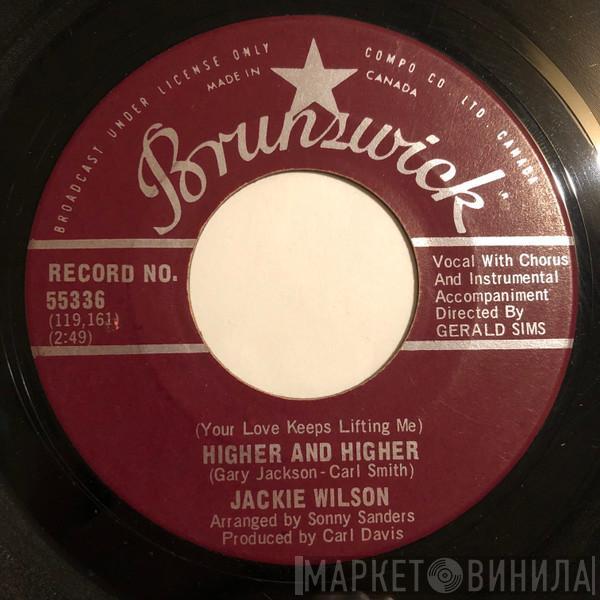 BROADCAST UNDER LICENSE ONLY
COMPO CO. LTD. CANADA
MADE IN CANADA
Brunswick
RECORD NO.
55336
(119,161)
(2:49)
Vocal With Chorus
And Instrumental
Accompaniment
Directed By
GERALD SIMS
(Your Love Keeps Lifting Me)
HIGHER AND HIGHER
(Gary Jackson - Carl Smith)
JACKIE WILSON
Arranged by Sonny Sanders
Produced by Carl Davis
МАРКЕТ ВИНИЛА